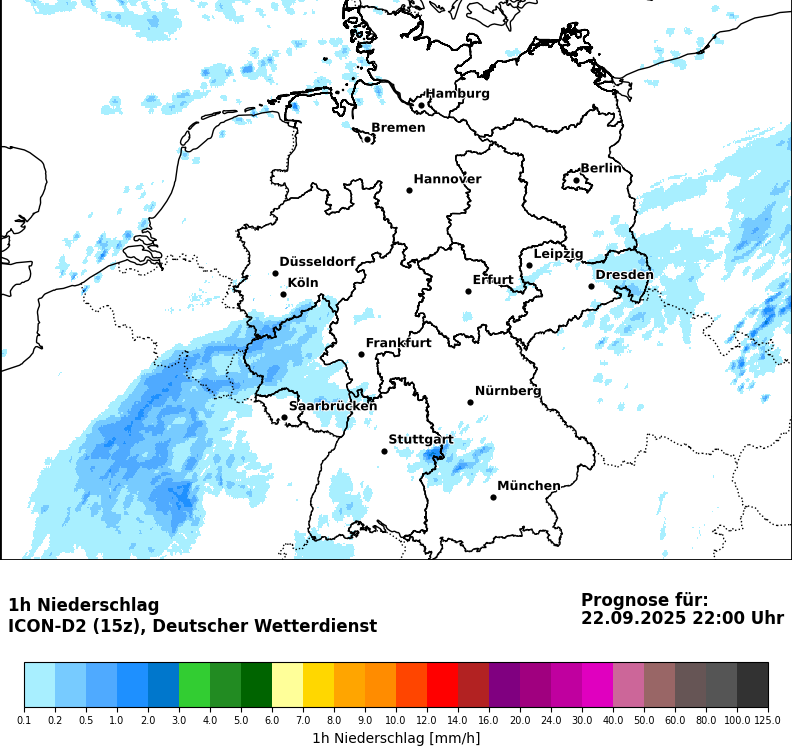 Hamburg
Bremen
Berlin
Hannover
Leipzig
Düsseldorf
Dresden
Köln
Erfurt
Frankfurt
Nürnberg
Saarbrücken
Stuttgart
München
1h Niederschlag
ICON-D2 (15z), Deutscher Wetterdienst
Prognose für:
22.09.2025 22:00 Uhr
0.1 0.2 0.5 1.0 2.0 3.0 4.0 5.0 6.0 7.0 8.0 9.0 10.0 12.0 14.0 16.0 20.0 24.0 30.0 40.0 50.0 60.0 80.0 100.0 125.0
1h Niederschlag [mm/h]